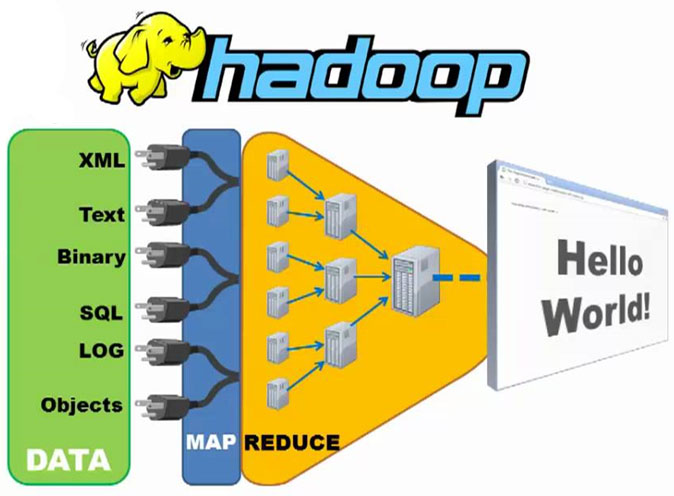 hadoop
XML
Text
Binary
SQL
LOG
Objects
DATA
MAP REDUCE
Hello
World!